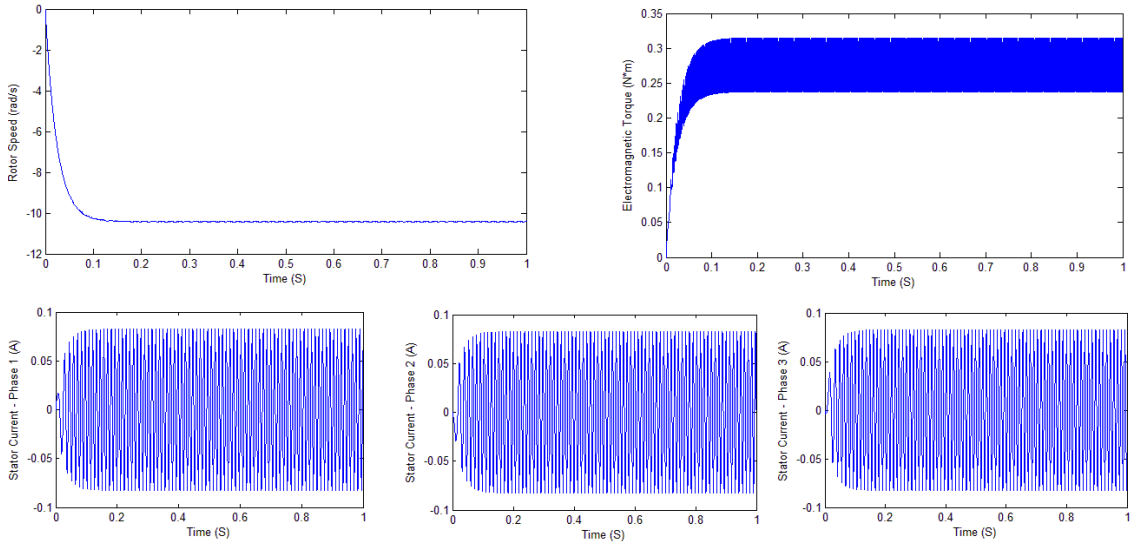 Rotor Speed (rad/s)
0
-2
-4
-6
-8
-10
-12
0 0.1 0.2 0.3 0.4 0.5 0.6 0.7 0.8 0.9 1
Time (S)
Electromagnetic Torque (N*m)
0.35
0.3
0.25
0.2
0.15
0.1
0.05
0
0 0.1 0.2 0.3 0.4 0.5 0.6 0.7 0.8 0.9 1
Time (S)
Stator Current - Phase 1 (A)
0.1
0.05
0
-0.05
-0.1
0 0.2 0.4 0.6 0.8 1
Time (S)
Stator Current - Phase 2 (A)
0.1
0.05
0
-0.05
-0.1
0 0.2 0.4 0.6 0.8 1
Time (S)
Stator Current - Phase 3 (A)
0.1
0.05
0
-0.05
-0.1
0 0.2 0.4 0.6 0.8 1
Time (S)